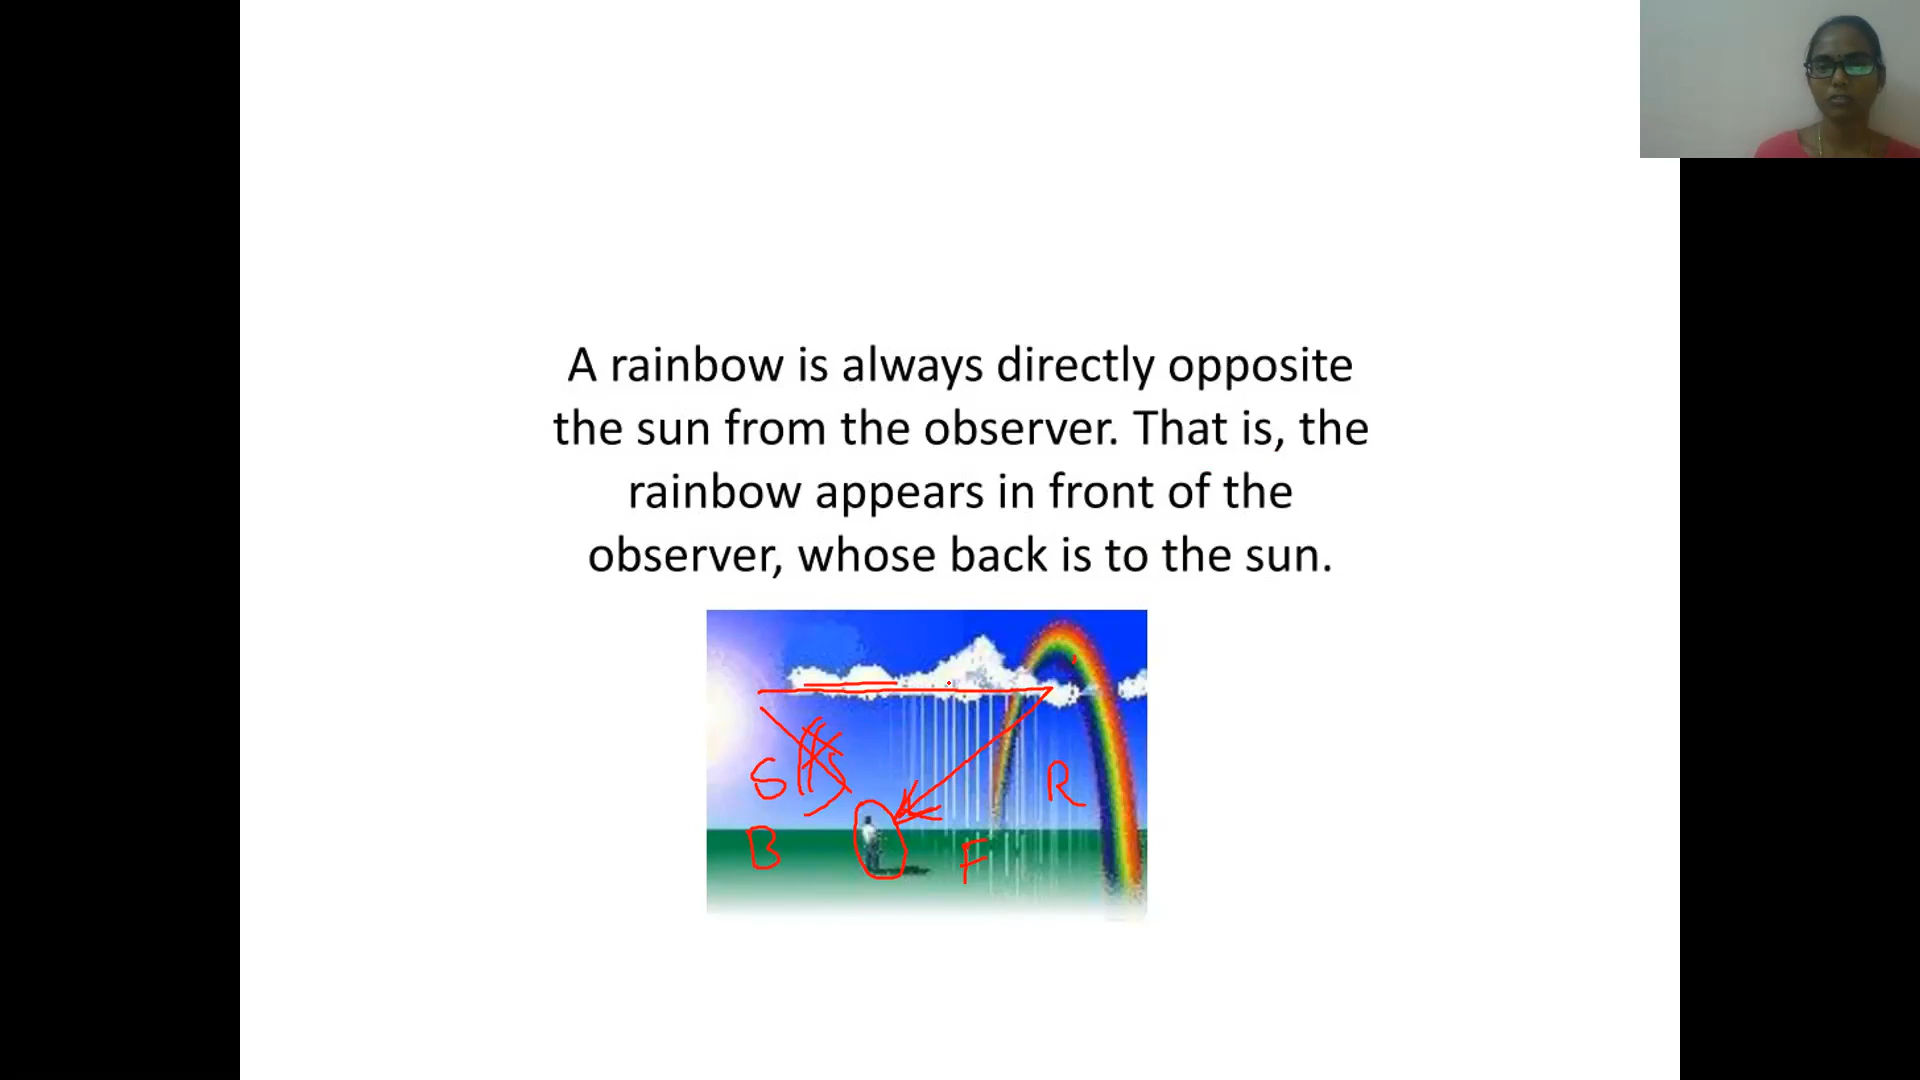 A rainbow is always directly opposite
the sun from the observer. That is, the
rainbow appears in front of the
observer, whose back is to the sun.
S R
B F